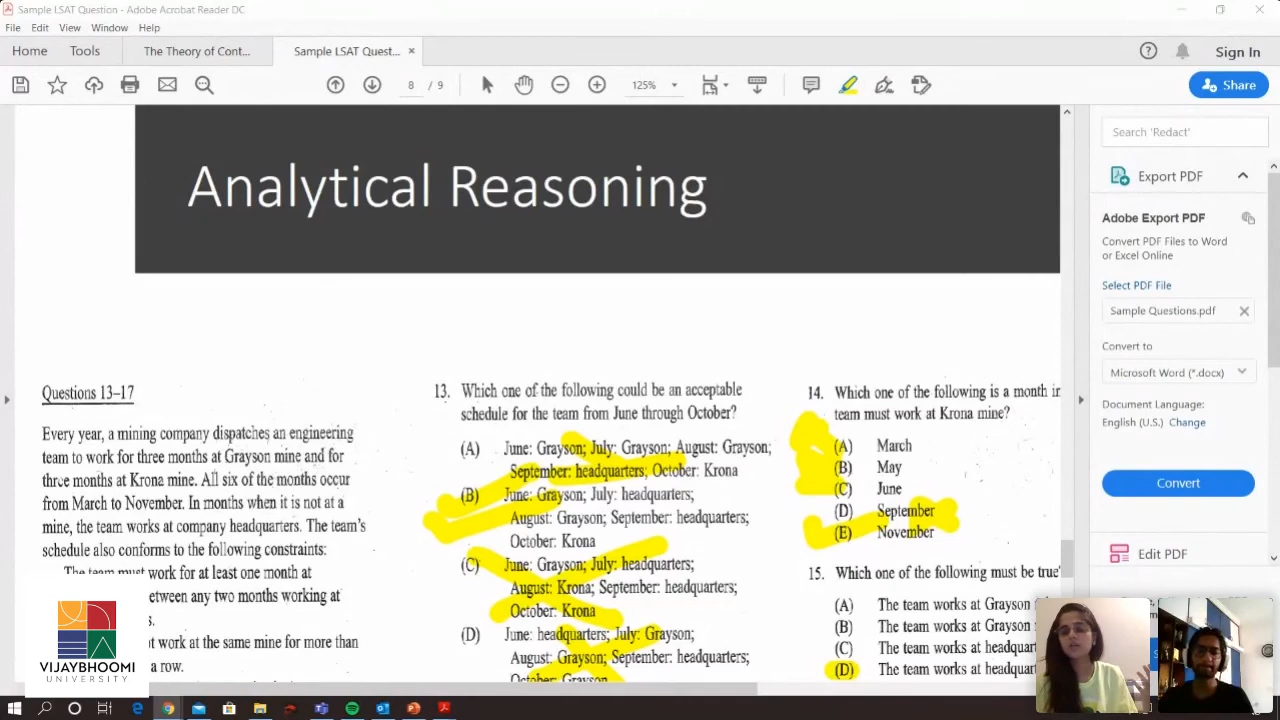 Sample LSAT Question - Adobe Acrobat Reader DC
File Edit View Window Help
Home Tools The Theory of Cont... Sample LSAT Quest... × Sign In
8 / 9 125% Share
Analytical Reasoning
Search 'Redact'
Export PDF
Adobe Export PDF
Convert PDF Files to Word
or Excel Online
Select PDF File
Sample Questions.pdf
Convert to
Microsoft Word (*.docx)
Document Language:
English (U.S.) Change
Convert
Edit PDF
Questions 13–17
Every year, a mining company dispatches an engineering
team to work for three months at Grayson mine and for
three months at Krona mine. All six of the months occur
from March to November. In months when it is not at a
mine, the team works at company headquarters. The team's
schedule also conforms to the following constraints:
The team must work for at least one month at
between any two months working at
s.
t work at the same mine for more than
a row.
13. Which one of the following could be an acceptable
schedule for the team from June through October?
(A) June: Grayson; July: Grayson; August: Grayson;
September: headquarters; October: Krona
(B) June: Grayson; July: headquarters;
August: Grayson; September: headquarters;
October: Krona
(C) June: Grayson; July: headquarters;
August: Krona; September: headquarters;
October: Krona
(D) June: headquarters; July: Grayson;
August: Grayson; September: headquarters;
October: Grayson
14. Which one of the following is a month in
team must work at Krona mine?
(A) March
(B) May
(C) June
(D) September
(E) November
15. Which one of the following must be true?
(A) The team works at Grayson
(B) The team works at Grayson
(C) The team works at headquart
(D) The team works at headquart
VIJAYBHOOMI
UNIVERSITY